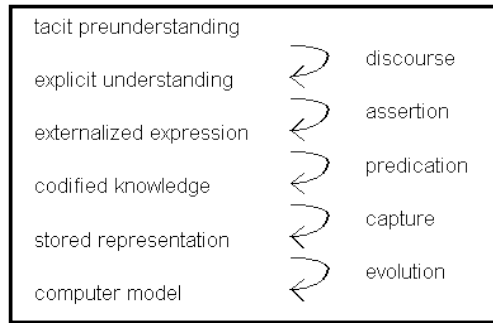 tacit preunderstanding
discourse
explicit understanding
assertion
externalized expression
predication
codified knowledge
capture
stored representation
evolution
computer model